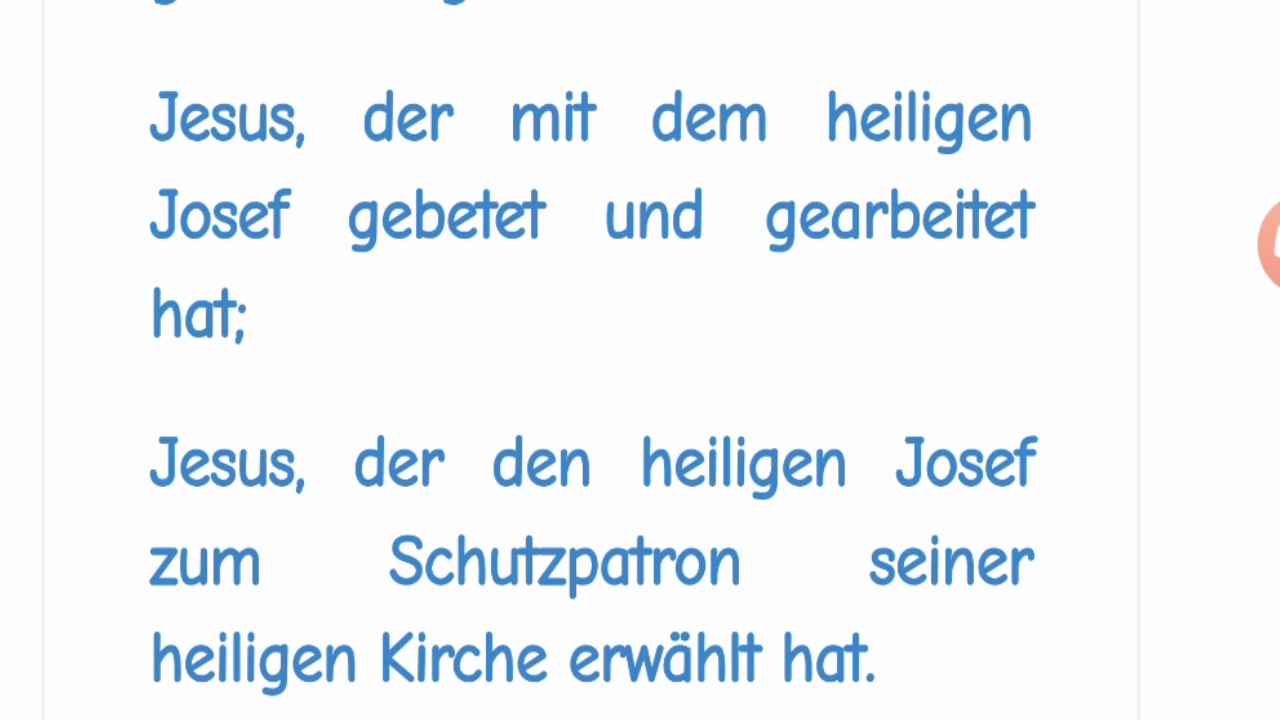 Jesus, der mit dem heiligen
Josef gebetet und gearbeitet
hat;
Jesus, der den heiligen Josef
zum Schutzpatron seiner
heiligen Kirche erwählt hat.